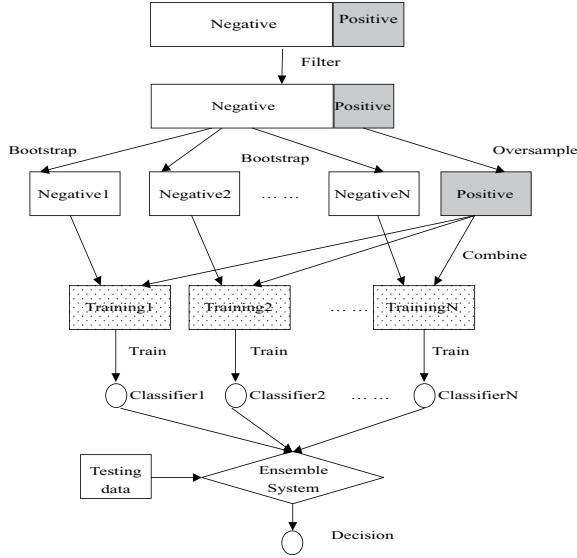 Negative
Positive
Filter
Negative
Positive
Bootstrap
Bootstrap
Oversample
Negative1
Negative2
... ...
NegativeN
Positive
Combine
Training1
Training2
... ...
TrainingN
Train
Train
Train
Classifier1
Classifier2
... ...
ClassifierN
Testing
data
Ensemble
System
Decision